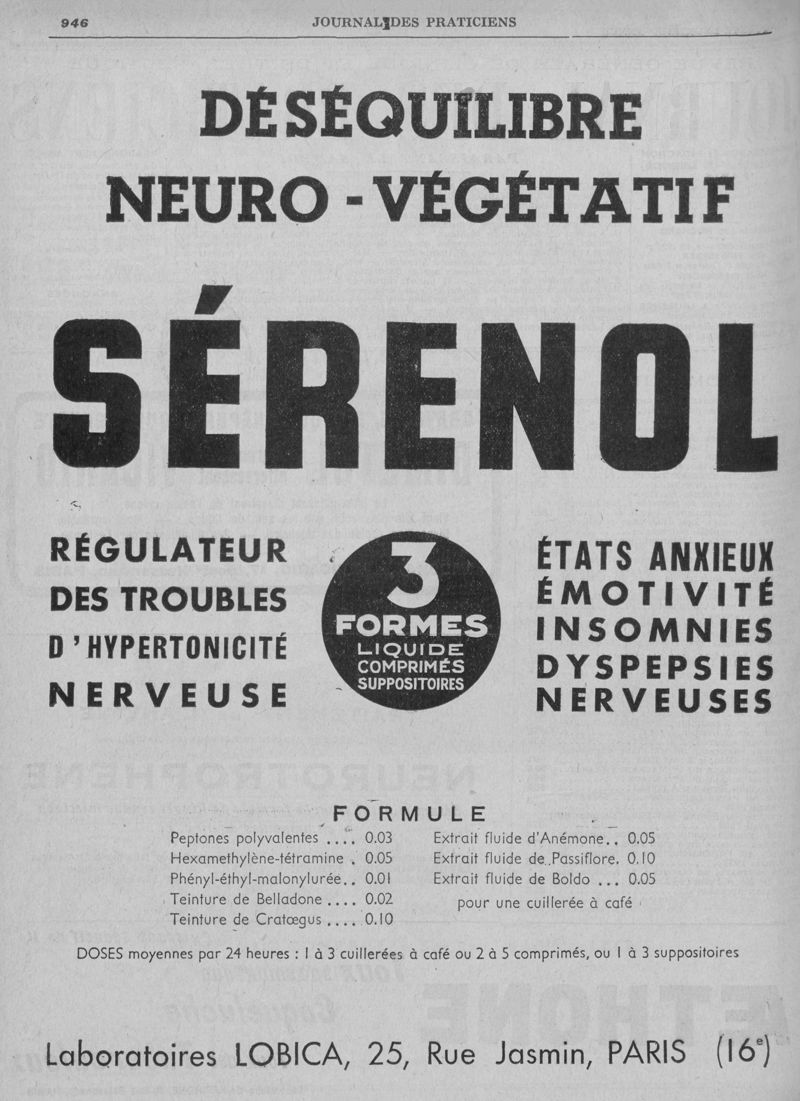 946
JOURNAL DES PRATICIENS
DÉSÉQUILIBRE
NEURO - VÉGÉTATIF
SÉRENOL
RÉGULATEUR
DES TROUBLES
D'HYPERTONICITÉ
NERVEUSE
3
FORMES
LIQUIDE
COMPRIMÉS
SUPPOSITOIRES
ÉTATS ANXIEUX
ÉMOTIVITÉ
INSOMNIES
DYSPEPSIES
NERVEUSES
FORMULE
Peptones polyvalentes .... 0.03
Hexamethylène-tétramine . 0.05
Phényl-éthyl-malonylurée.. 0.01
Teinture de Belladone .... 0.02
Teinture de Cratœgus .... 0.10
Extrait fluide d'Anémone.. 0.05
Extrait fluide de Passiflore. 0.10
Extrait fluide de Boldo ... 0.05
pour une cuillerée à café
DOSES moyennes par 24 heures : 1 à 3 cuillerées à café ou 2 à 5 comprimés, ou 1 à 3 suppositoires
Laboratoires LOBICA, 25, Rue Jasmin, PARIS (16e)